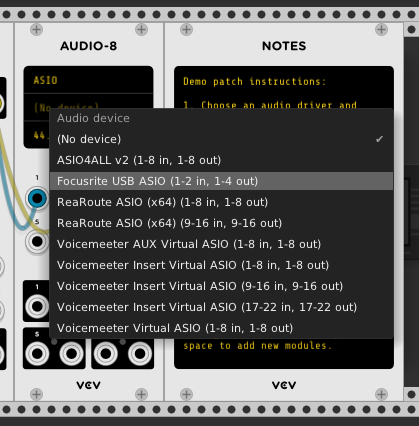 AUDIO-8
NOTES
ASIO
Demo patch instructions:
(No device)
1. Choose an audio driver and
44.
Audio device
(No device) ✔
ASIO4ALL v2 (1-8 in, 1-8 out)
Focusrite USB ASIO (1-2 in, 1-4 out)
ReaRoute ASIO (x64) (1-8 in, 1-8 out)
ReaRoute ASIO (x64) (9-16 in, 9-16 out)
Voicemeeter AUX Virtual ASIO (1-8 in, 1-8 out)
Voicemeeter Insert Virtual ASIO (1-8 in, 1-8 out)
Voicemeeter Insert Virtual ASIO (9-16 in, 9-16 out)
Voicemeeter Insert Virtual ASIO (17-22 in, 17-22 out)
Voicemeeter Virtual ASIO (1-8 in, 1-8 out)
1
5
1
5
space to add new modules.
VCV
VCV